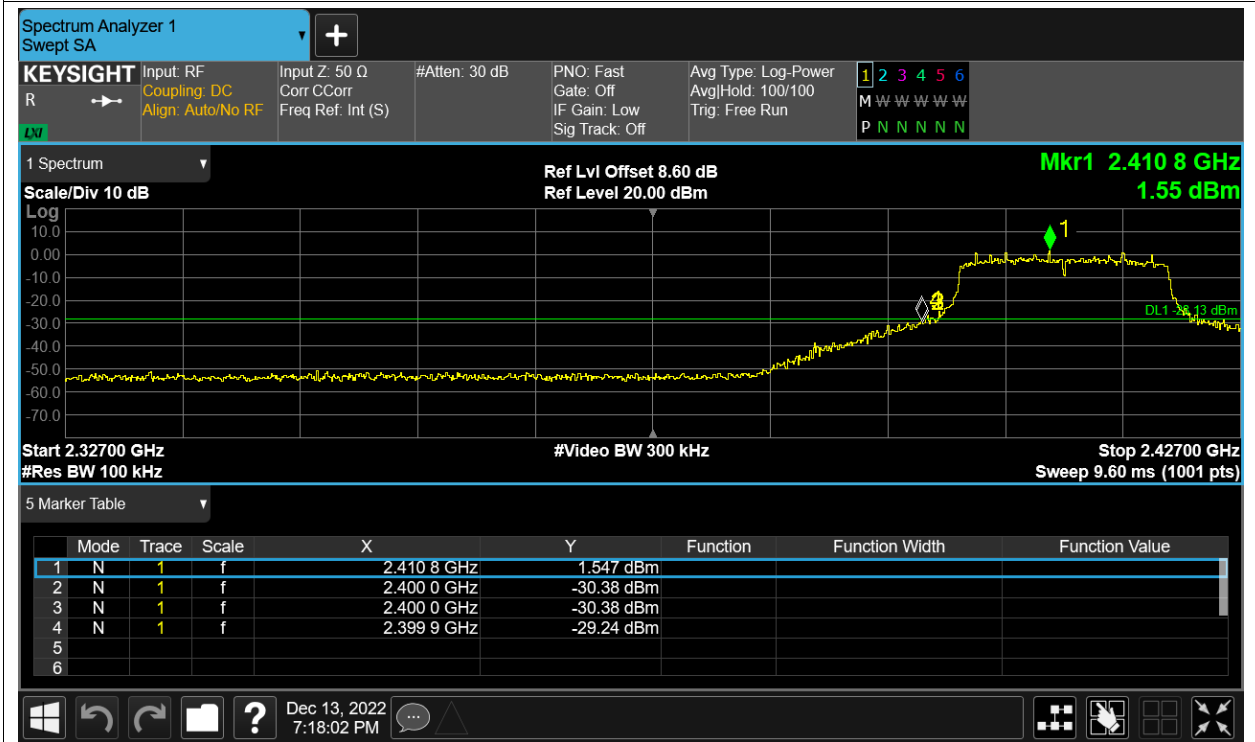 Spectrum Analyzer 1
Swept SA
+
KEYSIGHT
R
LXI
Input: RF
Coupling: DC
Align: Auto/No RF
Input Z: 50 Ω
Corr CCorr
Freq Ref: Int (S)
#Atten: 30 dB
PNO: Fast
Gate: Off
IF Gain: Low
Sig Track: Off
Avg Type: Log-Power
Avg|Hold: 100/100
Trig: Free Run
1 2 3 4 5 6
M W W W W W
P N N N N N
1 Spectrum
Scale/Div 10 dB
Ref Lvl Offset 8.60 dB
Ref Level 20.00 dBm
Mkr1 2.410 8 GHz
1.55 dBm
Log
10.0
0.00
-10.0
-20.0
-30.0
-40.0
-50.0
-60.0
-70.0
1
DL1 -28.13 dBm
Start 2.32700 GHz
#Res BW 100 kHz
#Video BW 300 kHz
Stop 2.42700 GHz
Sweep 9.60 ms (1001 pts)
5 Marker Table
Mode Trace Scale X Y Function Function Width Function Value
1 N 1 f 2.410 8 GHz 1.547 dBm
2 N 1 f 2.400 0 GHz -30.38 dBm
3 N 1 f 2.400 0 GHz -30.38 dBm
4 N 1 f 2.399 9 GHz -29.24 dBm
5
6
?
Dec 13, 2022
7:18:02 PM